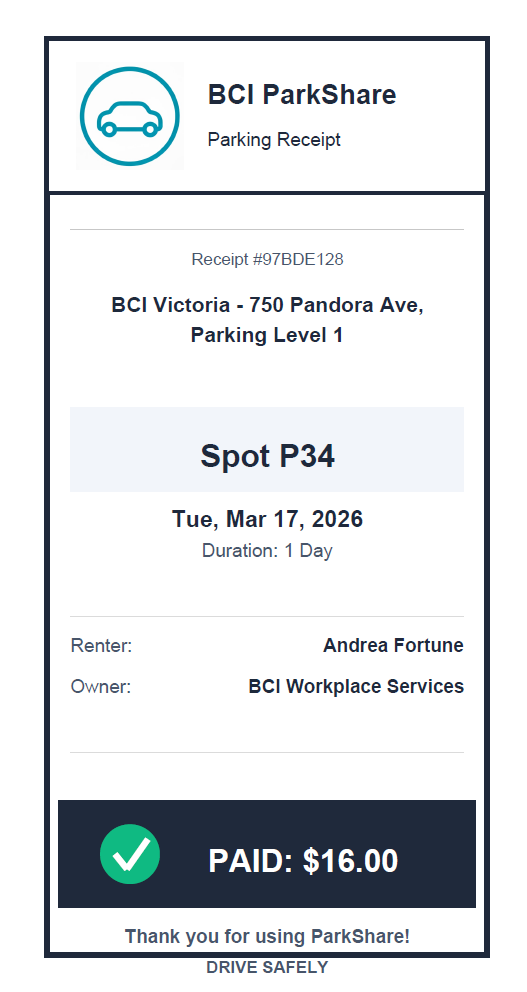 BCI ParkShare
Parking Receipt
Receipt #97BDE128
BCI Victoria - 750 Pandora Ave,
Parking Level 1
Spot P34
Tue, Mar 17, 2026
Duration: 1 Day
Renter: Andrea Fortune
Owner: BCI Workplace Services
PAID: $16.00
Thank you for using ParkShare!
DRIVE SAFELY